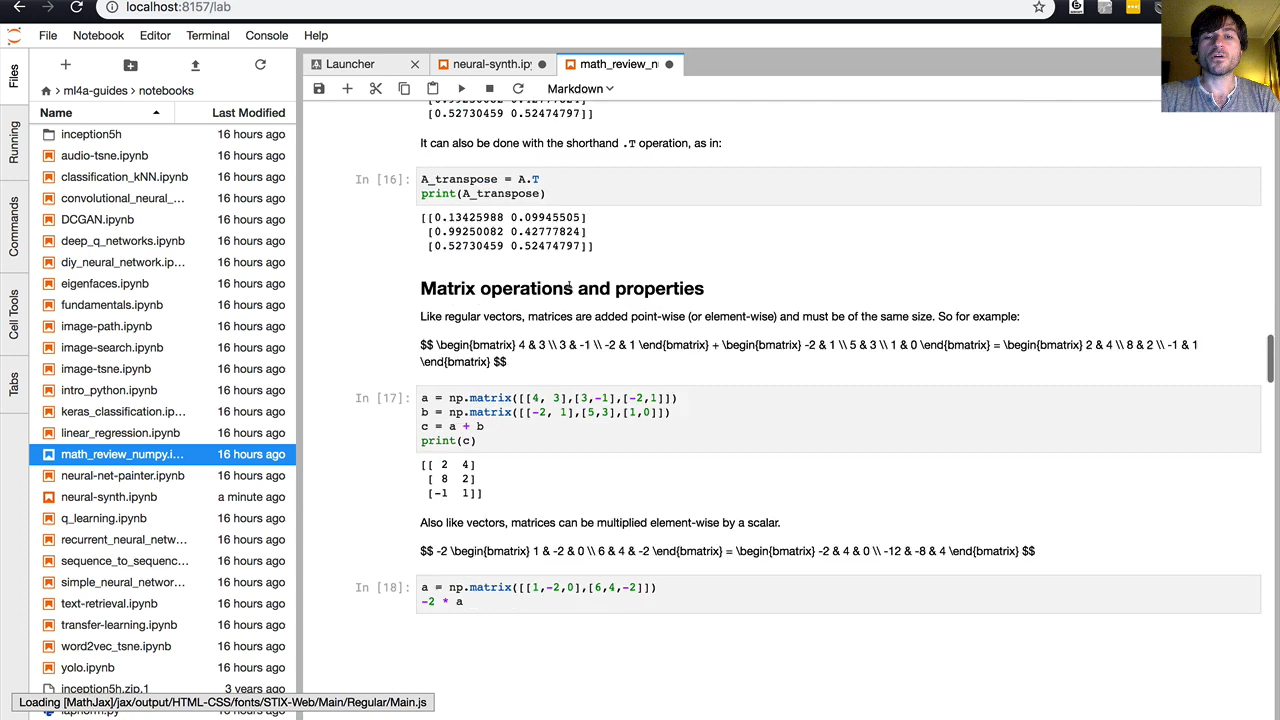 localhost:8157/lab
File Notebook Editor Terminal Console Help
Launcher
neural-synth.ipy
math_review_n
Markdown
Files
Running
Commands
Cell Tools
Tabs
ml4a-guides › notebooks
Name Last Modified
inception5h 16 hours ago
audio-tsne.ipynb 16 hours ago
classification_kNN.ipynb 16 hours ago
convolutional_neural_... 16 hours ago
DCGAN.ipynb 16 hours ago
deep_q_networks.ipynb 16 hours ago
diy_neural_network.ip... 16 hours ago
eigenfaces.ipynb 16 hours ago
fundamentals.ipynb 16 hours ago
image-path.ipynb 16 hours ago
image-search.ipynb 16 hours ago
image-tsne.ipynb 16 hours ago
intro_python.ipynb 16 hours ago
keras_classification.ip... 16 hours ago
linear_regression.ipynb 16 hours ago
math_review_numpy.i... 16 hours ago
neural-net-painter.ipynb 16 hours ago
neural-synth.ipynb a minute ago
q_learning.ipynb 16 hours ago
recurrent_neural_netw... 16 hours ago
sequence_to_sequenc... 16 hours ago
simple_neural_networ... 16 hours ago
text-retrieval.ipynb 16 hours ago
transfer-learning.ipynb 16 hours ago
word2vec_tsne.ipynb 16 hours ago
yolo.ipynb 16 hours ago
inception5h.zip.1 3 years ago
Loading [MathJax]/jax/output/HTML-CSS/fonts/STIX-Web/Main/Regular/Main.js
[0.52730459 0.52474797]]
It can also be done with the shorthand .T operation, as in:
In [16]: A_transpose = A.T
print(A_transpose)
[[0.13425988 0.09945505]
[0.99250082 0.42777824]
[0.52730459 0.52474797]]
Matrix operations and properties
Like regular vectors, matrices are added point-wise (or element-wise) and must be of the same size. So for example:
$$ \begin{bmatrix} 4 & 3 \\ 3 & -1 \\ -2 & 1 \end{bmatrix} + \begin{bmatrix} -2 & 1 \\ 5 & 3 \\ 1 & 0 \end{bmatrix} = \begin{bmatrix} 2 & 4 \\ 8 & 2 \\ -1 & 1
\end{bmatrix} $$
In [17]: a = np.matrix([[4, 3],[3,-1],[-2,1]])
b = np.matrix([[-2, 1],[5,3],[1,0]])
c = a + b
print(c)
[[ 2 4]
[ 8 2]
[-1 1]]
Also like vectors, matrices can be multiplied element-wise by a scalar.
$$ -2 \begin{bmatrix} 1 & -2 & 0 \\ 6 & 4 & -2 \end{bmatrix} = \begin{bmatrix} -2 & 4 & 0 \\ -12 & -8 & 4 \end{bmatrix} $$
In [18]: a = np.matrix([[1,-2,0],[6,4,-2]])
-2 * a